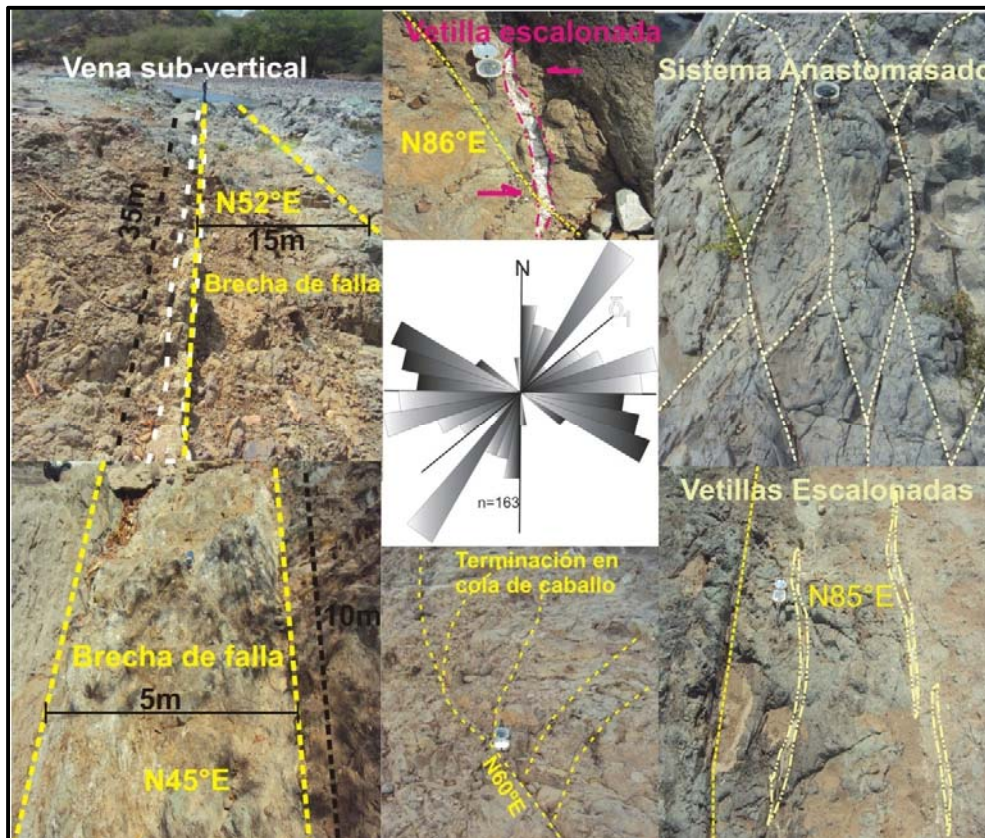 Vena sub-vertical
35m
N52°E
15m
Brecha de falla
Vetilla escalonada
N86°E
Sistema Anastomasado
N
n=163
Brecha de falla
5m
10m
N45°E
Terminación en
cola de caballo
N60°E
Vetillas Escalonadas
N85°E